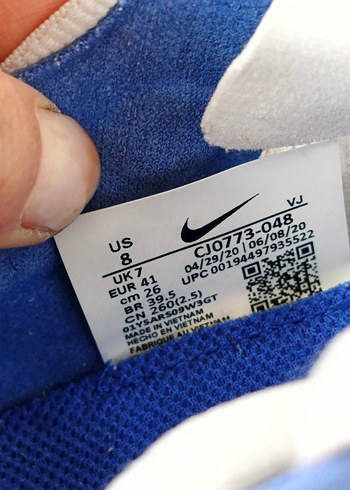 US
8
VJ
CJ0773-048
04/29/20 | 06/08/20
UPC 00194497935522
UK 7
EUR 41
cm 26
BR 39.5
CN 260(2.5)
01YSARS09W3GT
MADE IN VIETNAM
HECHO EN VIETNAM
FABRIQUÉ AU VIETNAM